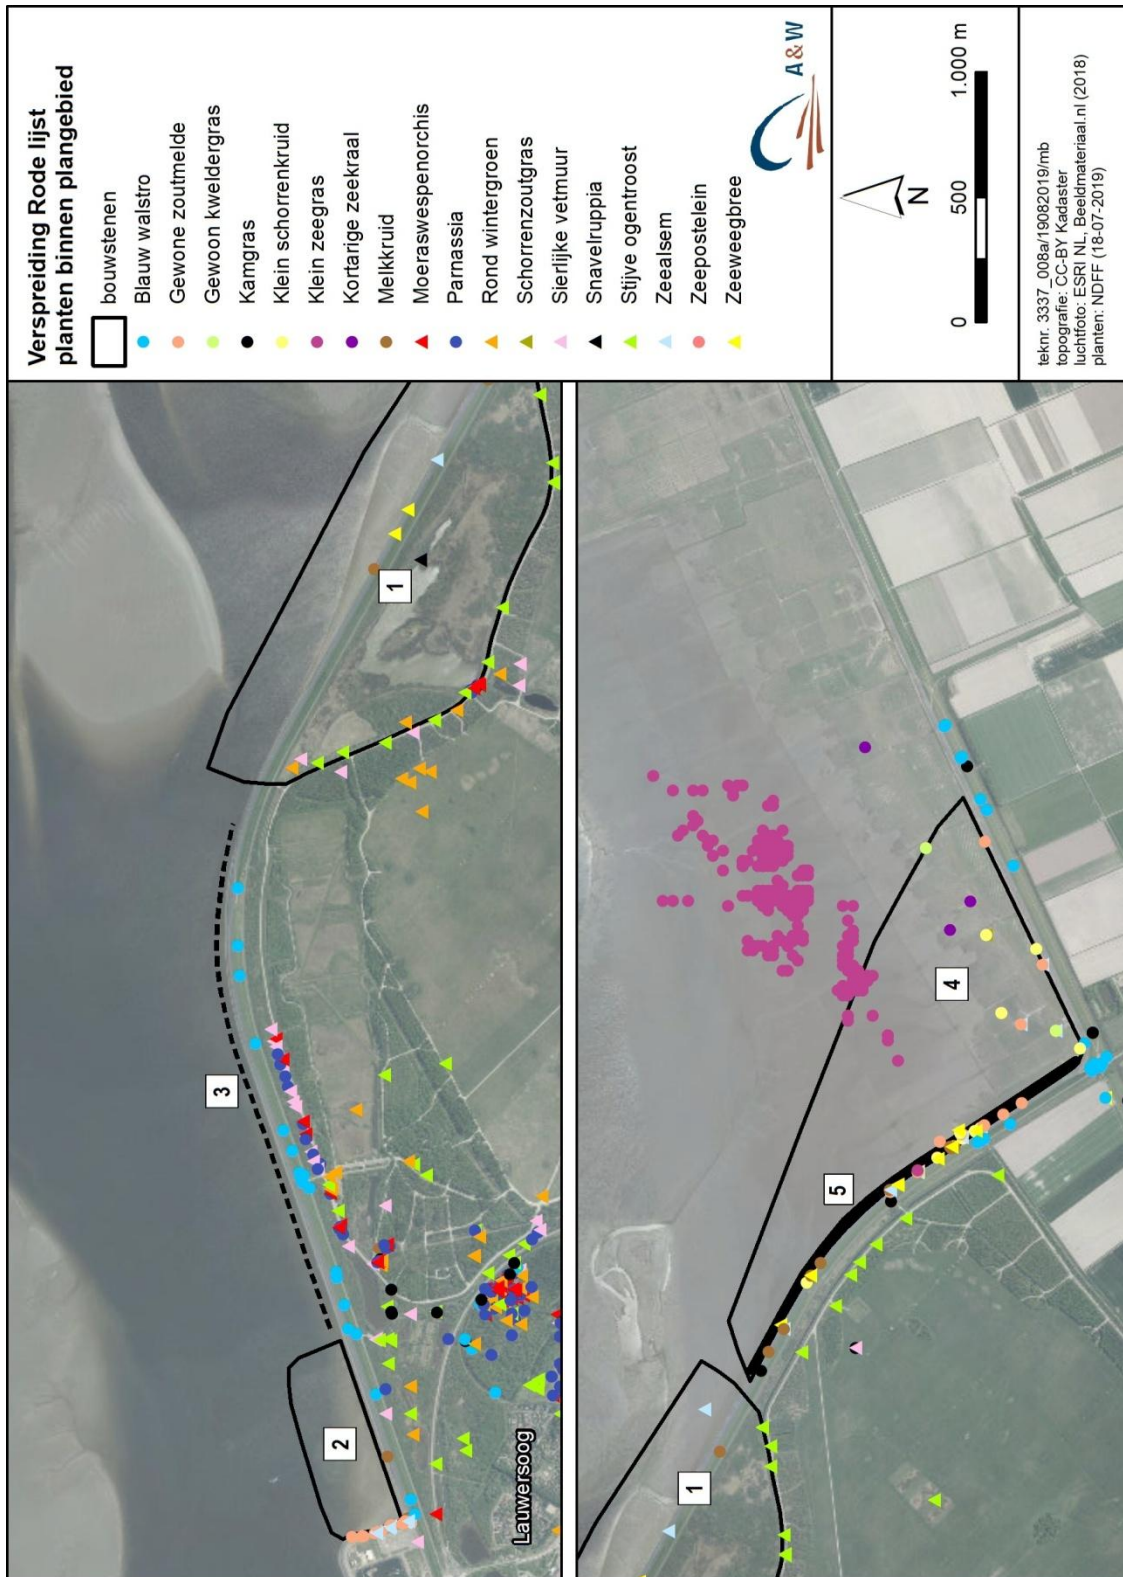 Verspreiding Rode lijst
planten binnen plangebied
bouwstenen
Blauw walstro
Gewone zoutmelde
Gewoon kweldergras
Kamgras
Klein schorrenkruid
Klein zeegras
Kortarige zeekraal
Melkkruid
Moeraswespenorchis
Parnassia
Rond wintergroen
Schorrenzoutgras
Sierlijke vetmuur
Snavelruppia
Stijve ogentroost
Zeealsem
Zeepostelein
Zeeweegbree
A&W
N
0 500 1.000 m
teknr. 3337_008a/19082019/mb
topografie: CC-BY Kadaster
luchtfoto: ESRI NL, Beeldmateriaal.nl (2018)
planten: NDFF (18-07-2019)
3
2
1
Lauwersoog
1
5
4